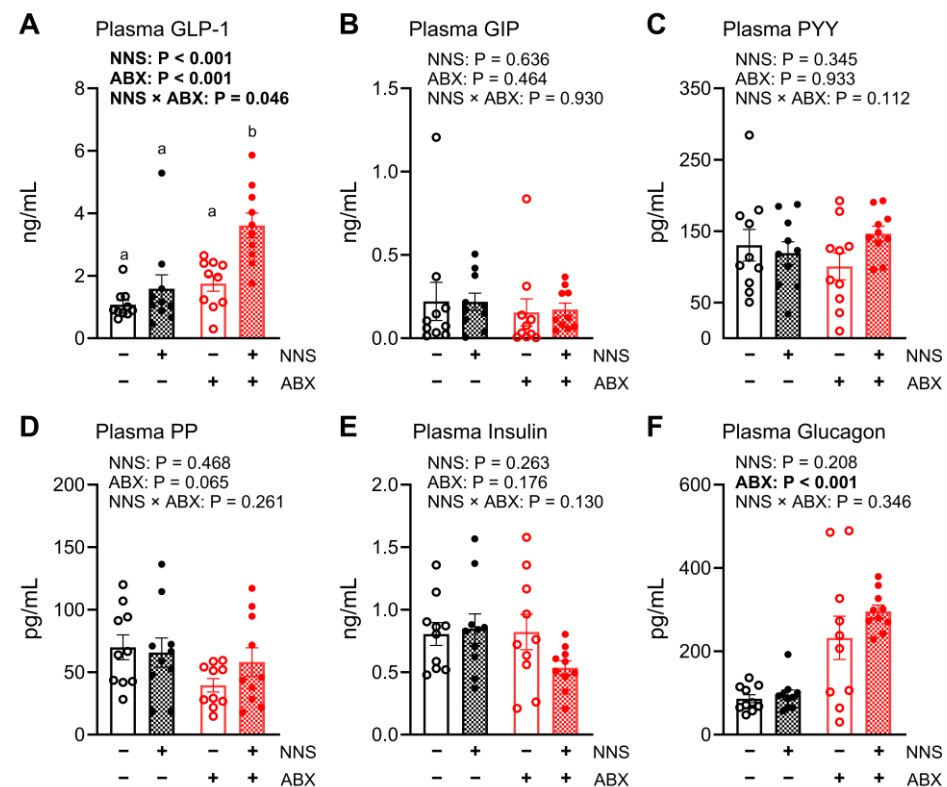 A Plasma GLP-1
NNS: P < 0.001
ABX: P < 0.001
NNS × ABX: P = 0.046
ng/mL
8
6
4
2
0
a
a
a
b
− + − + NNS
− − + + ABX
B Plasma GIP
NNS: P = 0.636
ABX: P = 0.464
NNS × ABX: P = 0.930
ng/mL
1.5
1.0
0.5
0.0
− + − + NNS
− − + + ABX
C Plasma PYY
NNS: P = 0.345
ABX: P = 0.933
NNS × ABX: P = 0.112
pg/mL
350
250
150
50
0
− + − + NNS
− − + + ABX
D Plasma PP
NNS: P = 0.468
ABX: P = 0.065
NNS × ABX: P = 0.261
pg/mL
200
150
100
50
0
− + − + NNS
− − + + ABX
E Plasma Insulin
NNS: P = 0.263
ABX: P = 0.176
NNS × ABX: P = 0.130
ng/mL
2.0
1.5
1.0
0.5
0.0
− + − + NNS
− − + + ABX
F Plasma Glucagon
NNS: P = 0.208
ABX: P < 0.001
NNS × ABX: P = 0.346
pg/mL
600
400
200
0
− + − + NNS
− − + + ABX